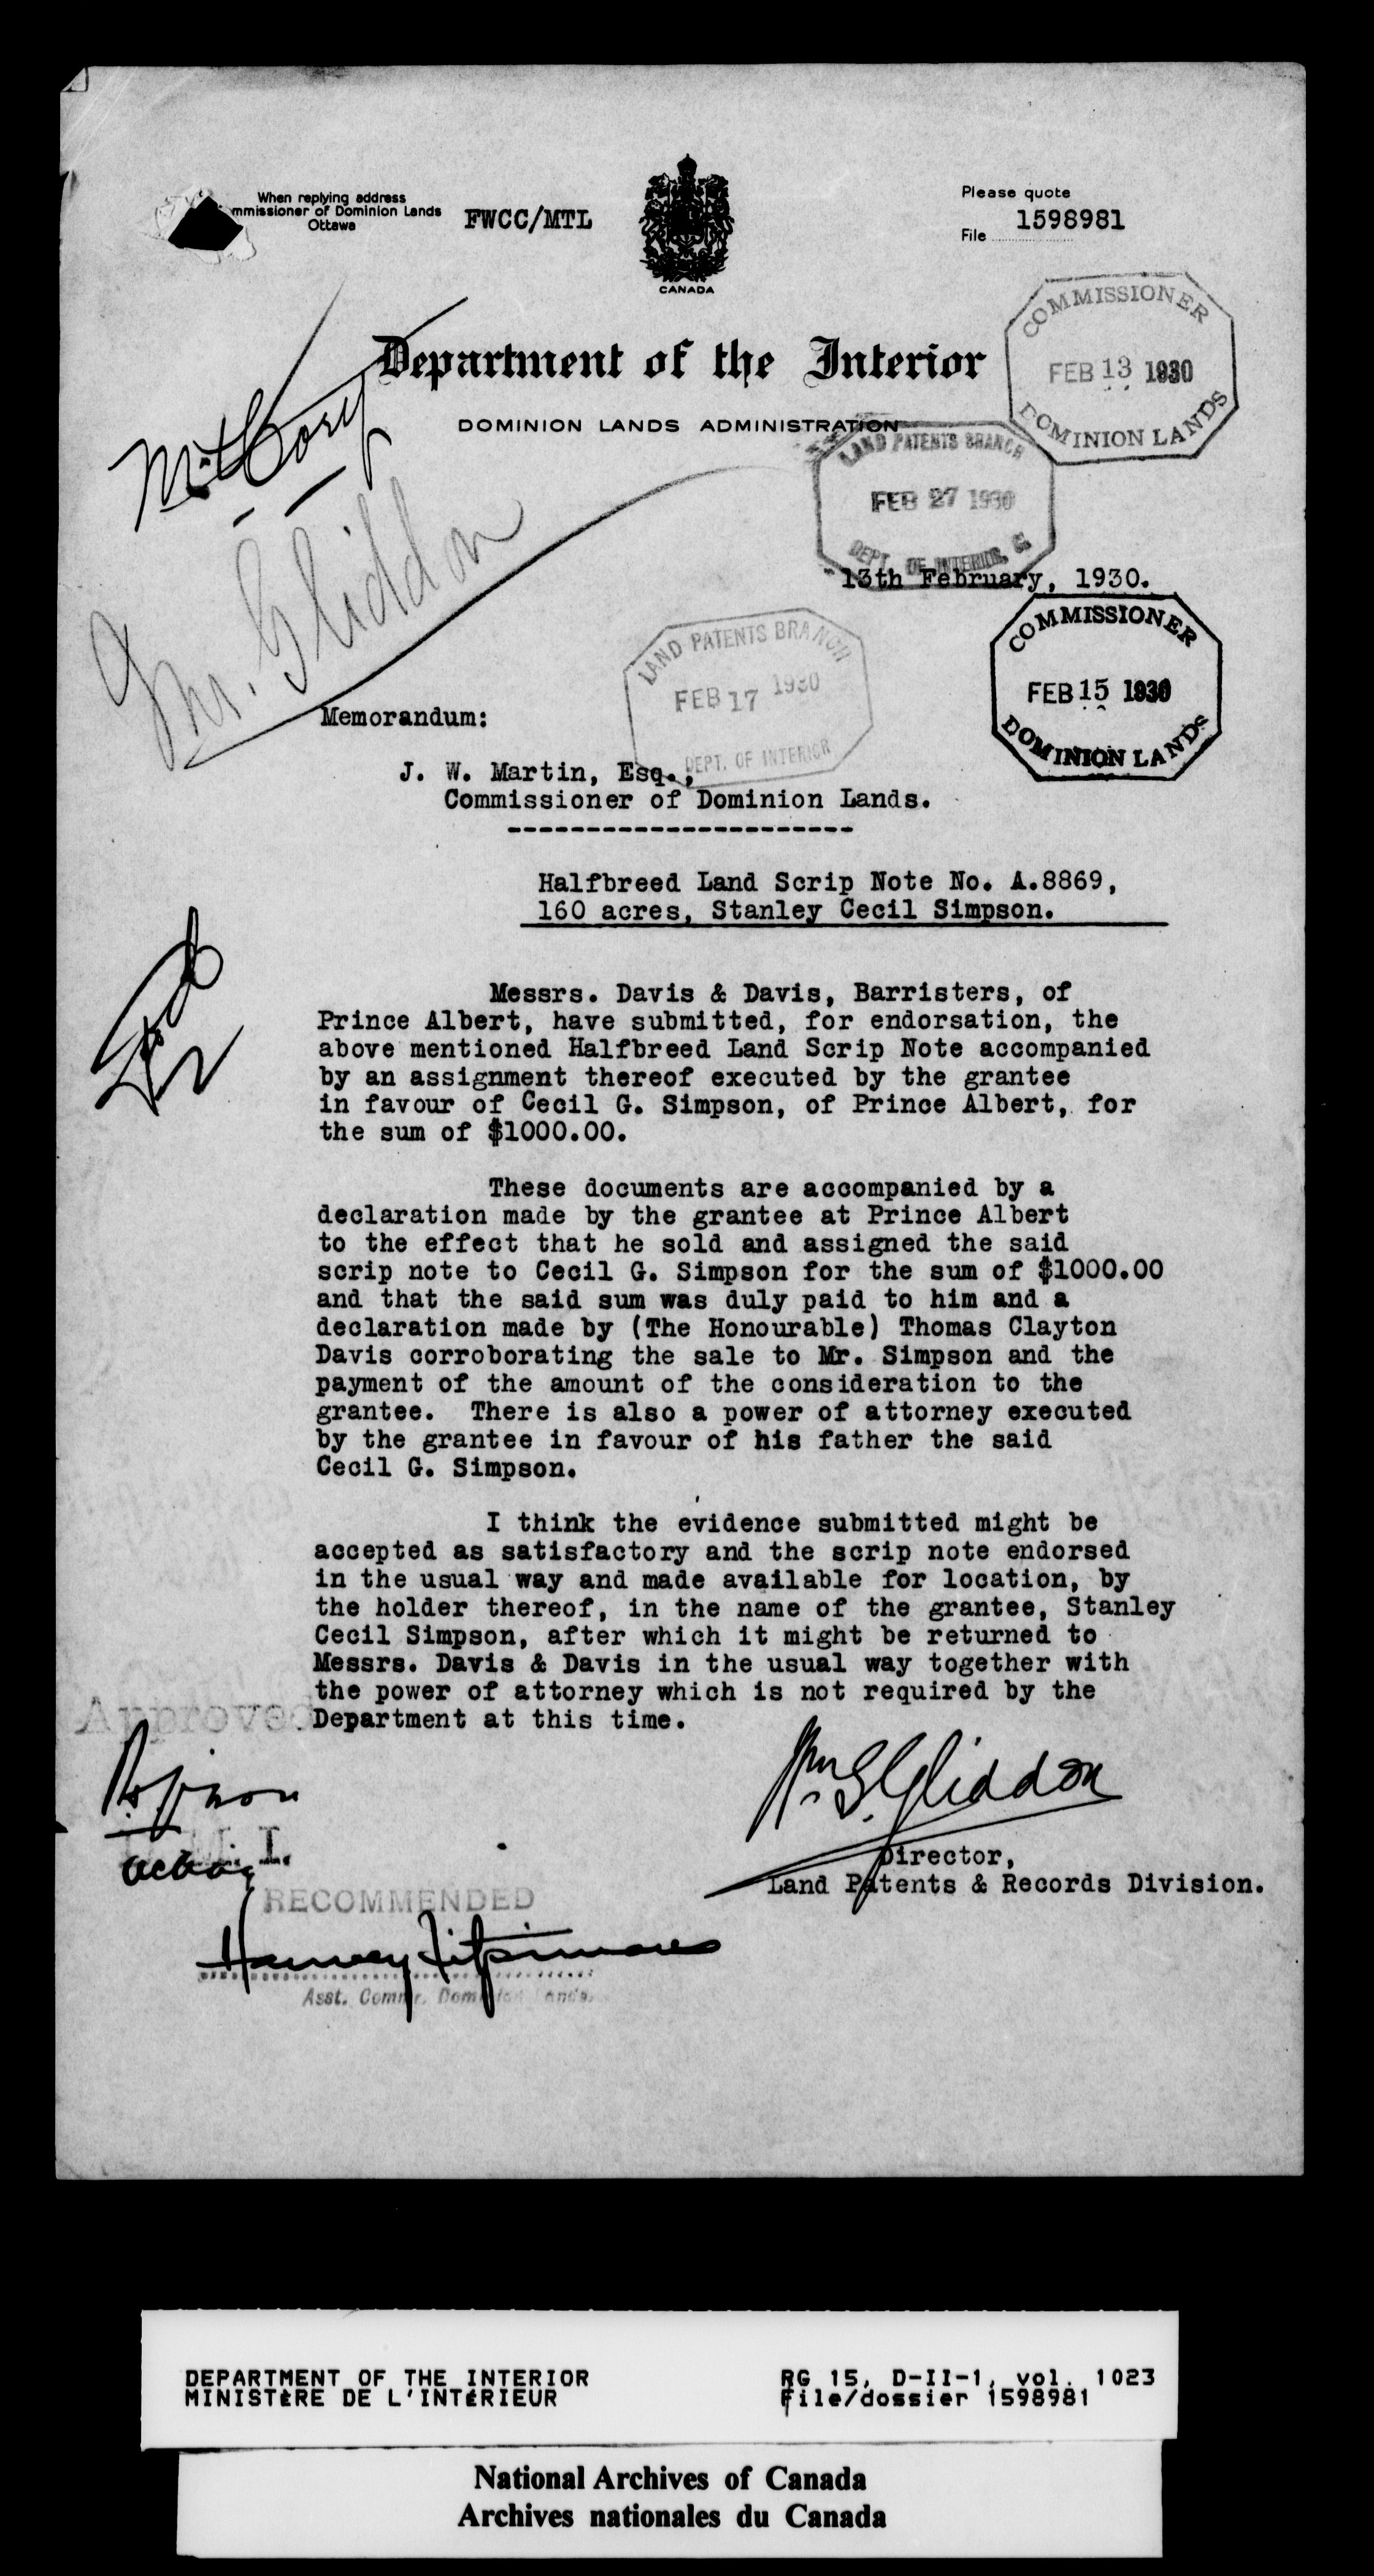 When replying address
mmissioner of Dominion Lands
Ottawa
FWCC/MTL
CANADA
Please quote
File 1598981
Department of the Interior
DOMINION LANDS ADMINISTRATION
COMMISSIONER
FEB 13 1930
DOMINION LANDS
Mr Cory
Mr. Gliddon
LAND PATENTS BRANCH
FEB 27 1930
DEPT. OF INTERIOR
13th February, 1930.
COMMISSIONER
FEB 15 1930
DOMINION LANDS
LAND PATENTS BRANCH
FEB 17 1930
DEPT. OF INTERIOR
Memorandum:
J. W. Martin, Esq.,
Commissioner of Dominion Lands.
----------------------
Halfbreed Land Scrip Note No. A.8869,
160 acres, Stanley Cecil Simpson.
Messrs. Davis & Davis, Barristers, of
Prince Albert, have submitted, for endorsation, the
above mentioned Halfbreed Land Scrip Note accompanied
by an assignment thereof executed by the grantee
in favour of Cecil G. Simpson, of Prince Albert, for
the sum of $1000.00.
These documents are accompanied by a
declaration made by the grantee at Prince Albert
to the effect that he sold and assigned the said
scrip note to Cecil G. Simpson for the sum of $1000.00
and that the said sum was duly paid to him and a
declaration made by (The Honourable) Thomas Clayton
Davis corroborating the sale to Mr. Simpson and the
payment of the amount of the consideration to the
grantee. There is also a power of attorney executed
by the grantee in favour of his father the said
Cecil G. Simpson.
I think the evidence submitted might be
accepted as satisfactory and the scrip note endorsed
in the usual way and made available for location, by
the holder thereof, in the name of the grantee, Stanley
Cecil Simpson, after which it might be returned to
Messrs. Davis & Davis in the usual way together with
the power of attorney which is not required by the
Department at this time.
Approved
Acting
Gliddon
Director,
Land Patents & Records Division.
RECOMMENDED
Harvey Fitzsimmons
Asst. Commr. Dominion Lands.
DEPARTMENT OF THE INTERIOR
MINISTÈRE DE L'INTÉRIEUR
RG 15, D-II-1, vol. 1023
File/dossier 1598981
National Archives of Canada
Archives nationales du Canada